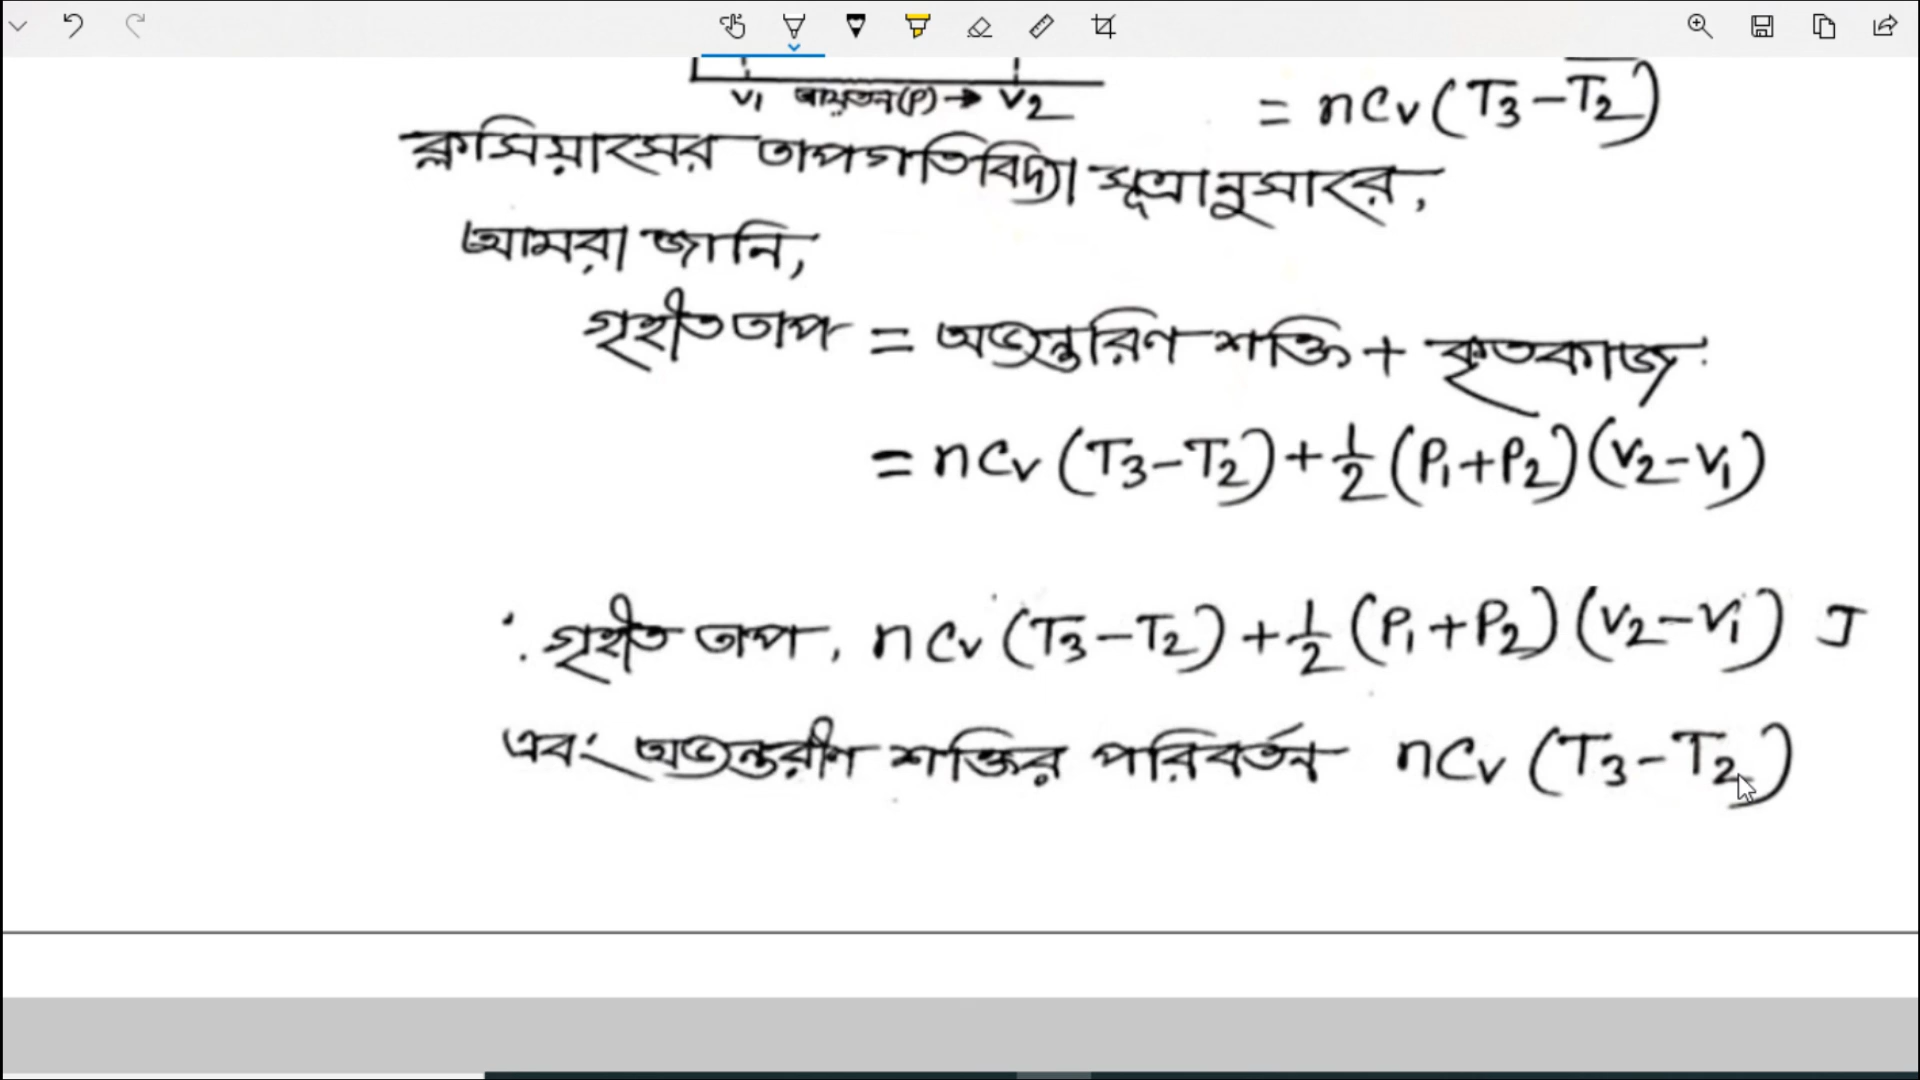 V₁ আয়তন(P) → V₂
= nCv(T₃-T₂)
ক্লসিয়াসের তাপগতিবিদ্যা সূত্রানুসারে,
আমরা জানি,
গৃহীত তাপ = অভ্যন্তরিণ শক্তি + কৃতকাজ
= nCv(T₃-T₂)+½(P₁+P₂)(V₂-V₁)
∴ গৃহীত তাপ, nCv(T₃-T₂)+½(P₁+P₂)(V₂-V₁) J
এবং অভ্যন্তরীণ শক্তির পরিবর্তন nCv(T₃-T₂)